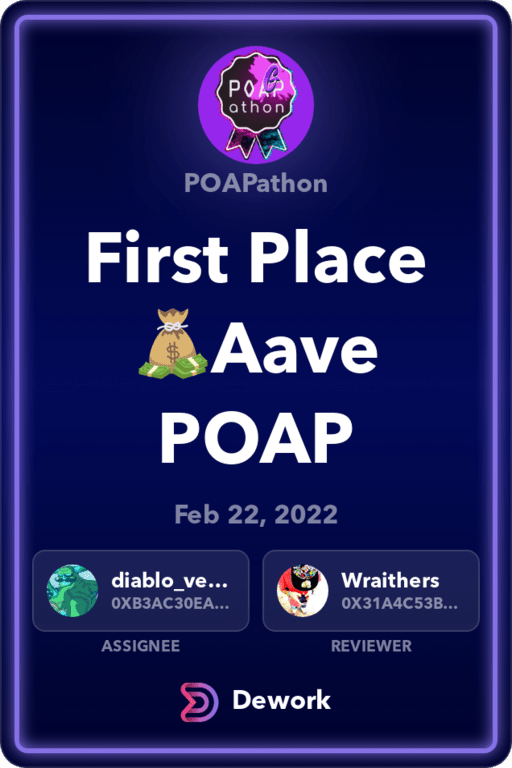 POAP
athon
POAPathon
First Place
💰Aave
POAP
Feb 22, 2022
diablo_ve...
0XB3AC30EA...
ASSIGNEE
Wraithers
0X31A4C53B...
REVIEWER
Dework